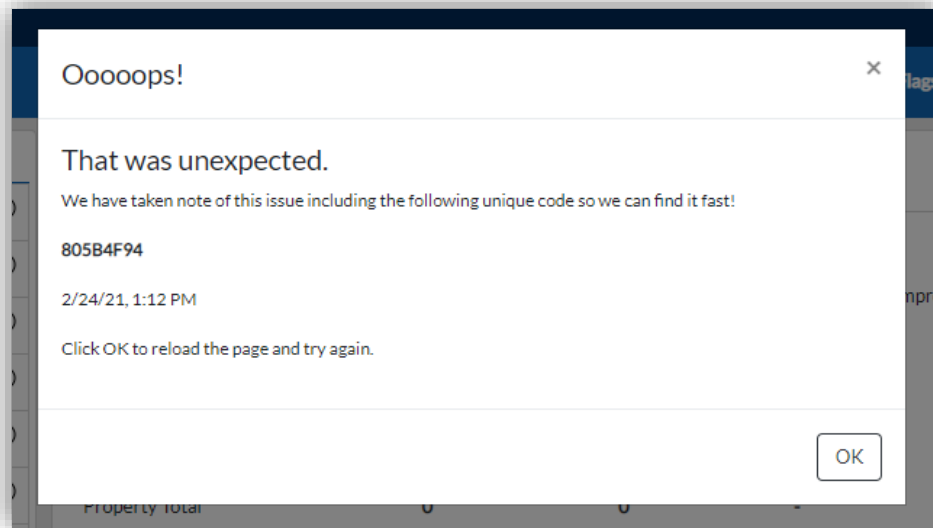 Ooooops!
×
That was unexpected.
We have taken note of this issue including the following unique code so we can find it fast!
805B4F94
2/24/21, 1:12 PM
Click OK to reload the page and try again.
OK
Property Total 0 0 -